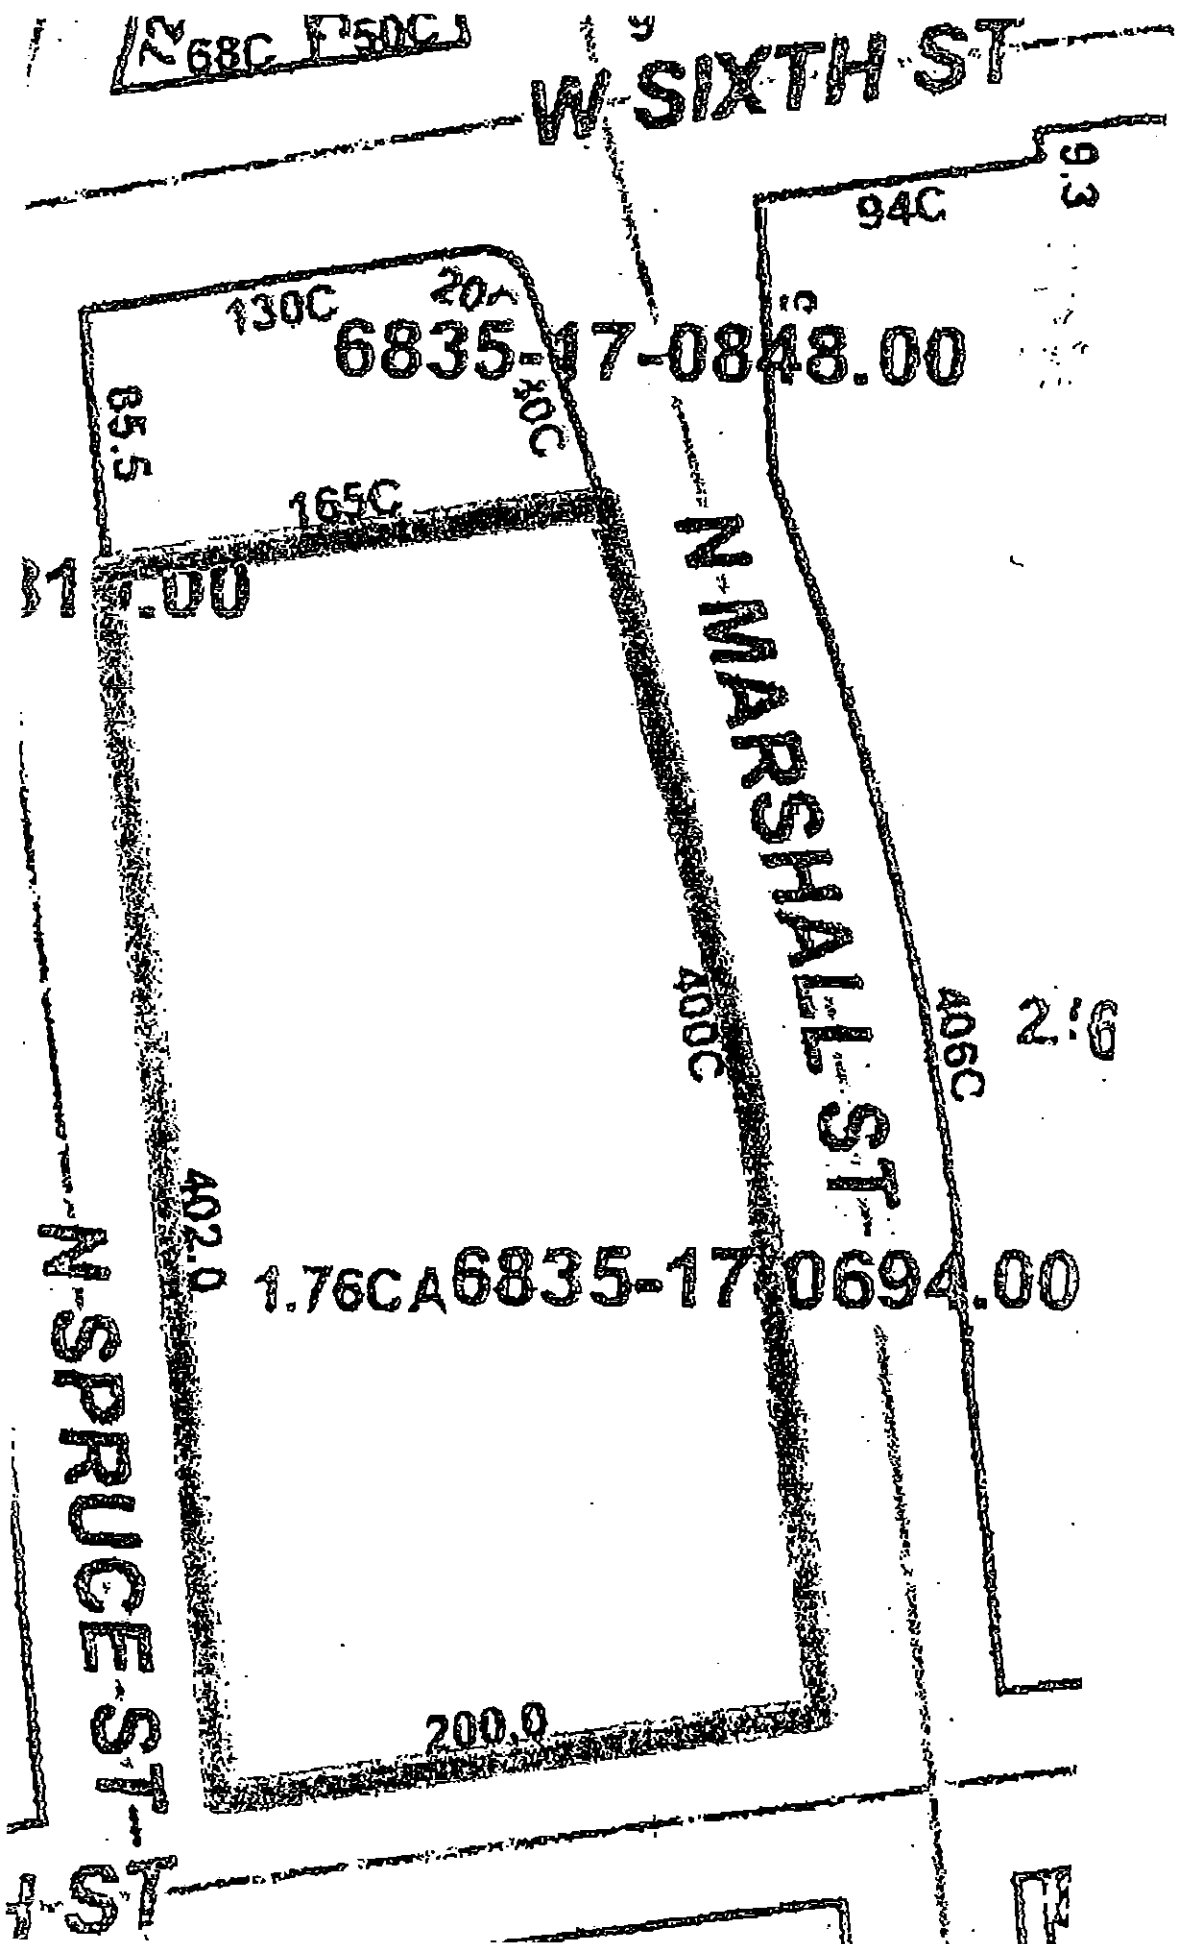 68C
50C
W SIXTH ST
9.3
94C
130C
20A
6835-17-0848.00
85.5
165C
.00
N MARSHALL ST
400C
406C
402.0
1.76CA
6835-17-0694.00
N SPRUCE ST
200.0
ST